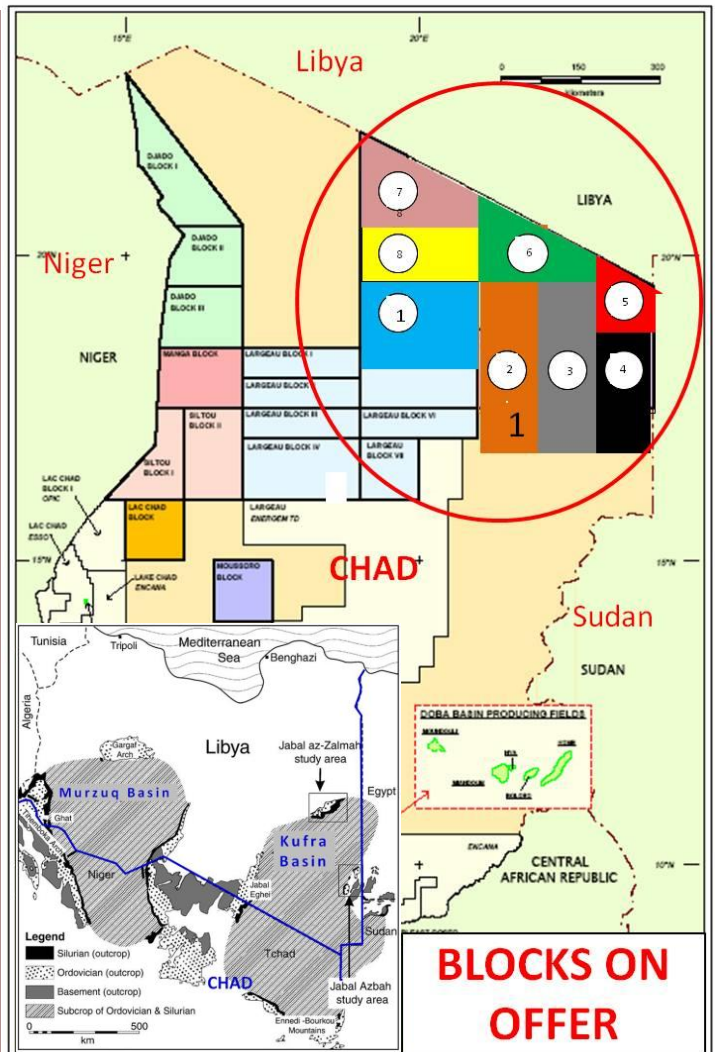 15°E
20°E
Libya
0 150 300
kilometers
DJADO
BLOCK I
7
8
LIBYA
20°N
DJADO
BLOCK II
8
6
20°N
Niger
DJADO
BLOCK III
1
5
NIGER
MANGA BLOCK
LARGEAU BLOCK I
2
3
4
LARGEAU BLOCK
SILTOU
BLOCK II
LARGEAU BLOCK III
LARGEAU BLOCK VI
1
LARGEAU BLOCK IV
LARGEAU
BLOCK VII
SILTOU
BLOCK I
LAC CHAD
BLOCK I
OPIC
LAC CHAD
BLOCK
LARGEAU
ENERGEM TD
LAC CHAD
ESSO
15°N
15°N
LAKE CHAD
ENCANA
MOUSSORO
BLOCK
CHAD
Sudan
SUDAN
DOBA BASIN PRODUCING FIELDS
ENCANA
CENTRAL
AFRICAN REPUBLIC
10°N
Tunisia
Tripoli
Mediterranean
Sea
Benghazi
Algeria
Libya
Gargaf
Arch
Jabal az-Zalmah
study area
Egypt
Murzuq Basin
Ghat
Tihemboka Arch
Kufra
Basin
Niger
Jabal
Eghei
Sudan
Legend
Silurian (outcrop)
Ordovician (outcrop)
Basement (outcrop)
Subcrop of Ordovician & Silurian
0 500
km
Tchad
CHAD
Jabal Azbah
study area
Ennedi -Bourkou
Mountains
BLOCKS ON
OFFER